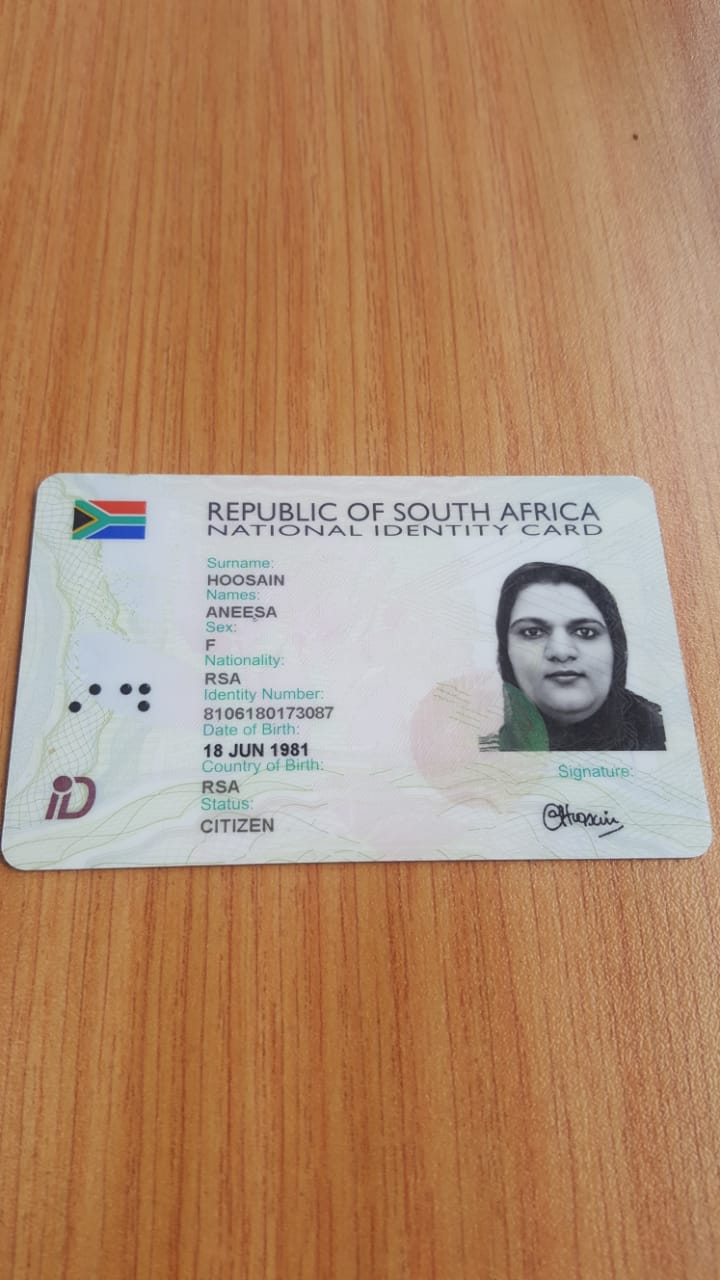 REPUBLIC OF SOUTH AFRICA
NATIONAL IDENTITY CARD
Surname:
HOOSAIN
Names:
ANEESA
Sex:
F
Nationality:
RSA
Identity Number:
8106180173087
Date of Birth:
18 JUN 1981
Country of Birth:
RSA
Status:
CITIZEN
Signature:
AHoosain
iD